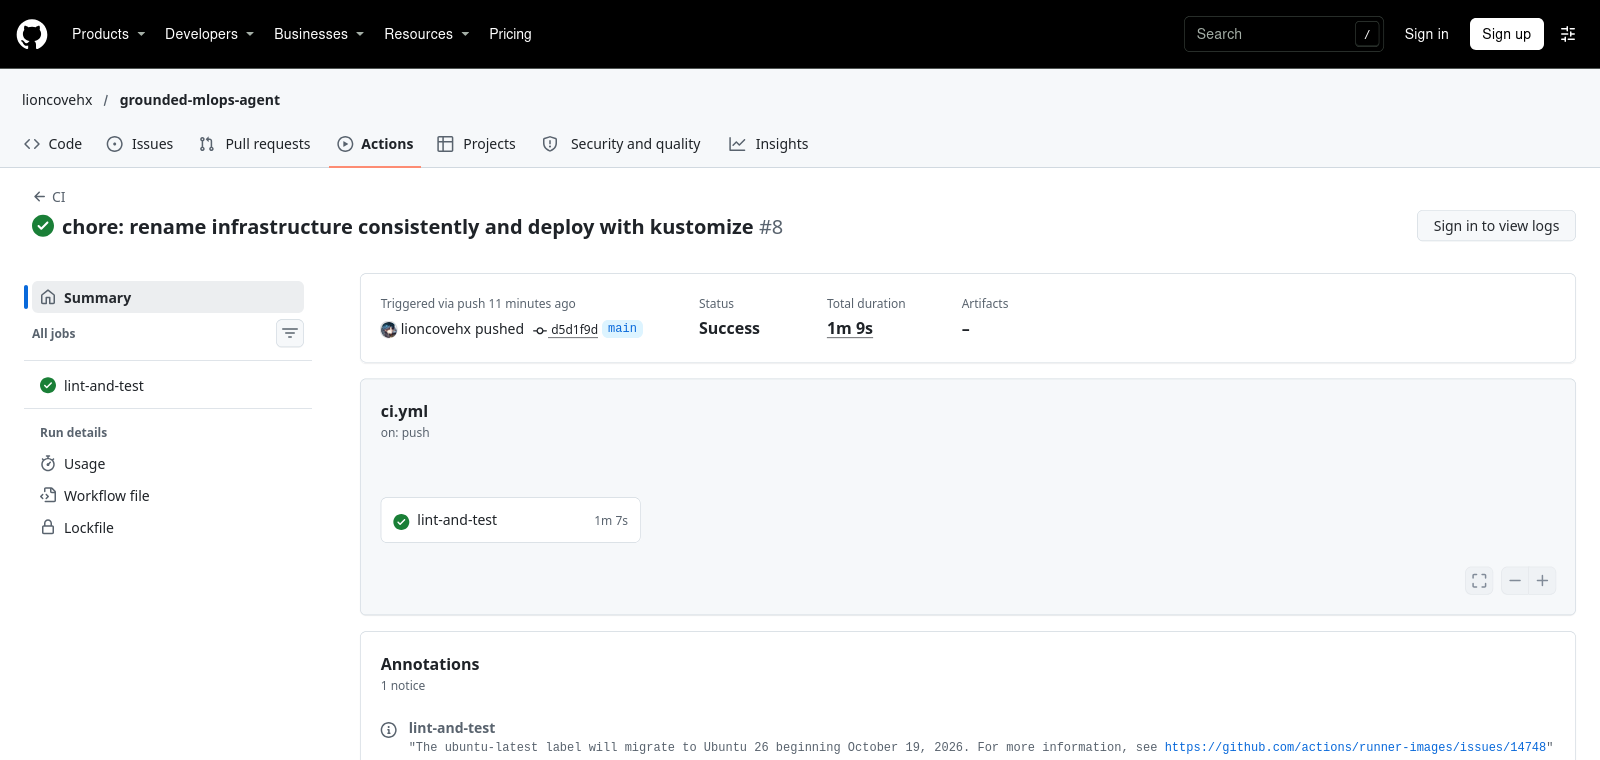 Products Developers Businesses Resources Pricing Search / Sign in Sign up
lioncovehx / grounded-mlops-agent
Code Issues Pull requests Actions Projects Security and quality Insights
CI
chore: rename infrastructure consistently and deploy with kustomize #8
Sign in to view logs
Summary
All jobs
lint-and-test
Run details
Usage
Workflow file
Lockfile
Triggered via push 11 minutes ago
lioncovehx pushed d5d1f9d main
Status
Success
Total duration
1m 9s
Artifacts
–
ci.yml
on: push
lint-and-test 1m 7s
Annotations
1 notice
lint-and-test
"The ubuntu-latest label will migrate to Ubuntu 26 beginning October 19, 2026. For more information, see https://github.com/actions/runner-images/issues/14748"